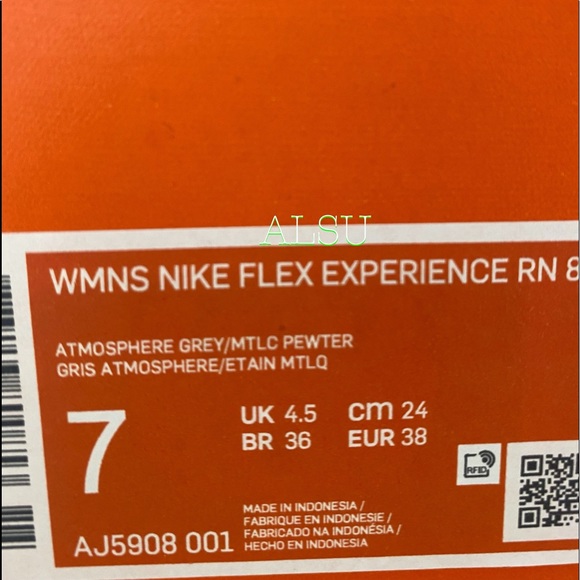 ALSU
WMNS NIKE FLEX EXPERIENCE RN 8
ATMOSPHERE GREY/MTLC PEWTER
GRIS ATMOSPHERE/ETAIN MTLQ
7
UK 4.5 cm 24
BR 36 EUR 38
RFID
MADE IN INDONESIA /
FABRIQUE EN INDONESIE /
FABRICADO NA INDONÉSIA /
HECHO EN INDONESIA
AJ5908 001